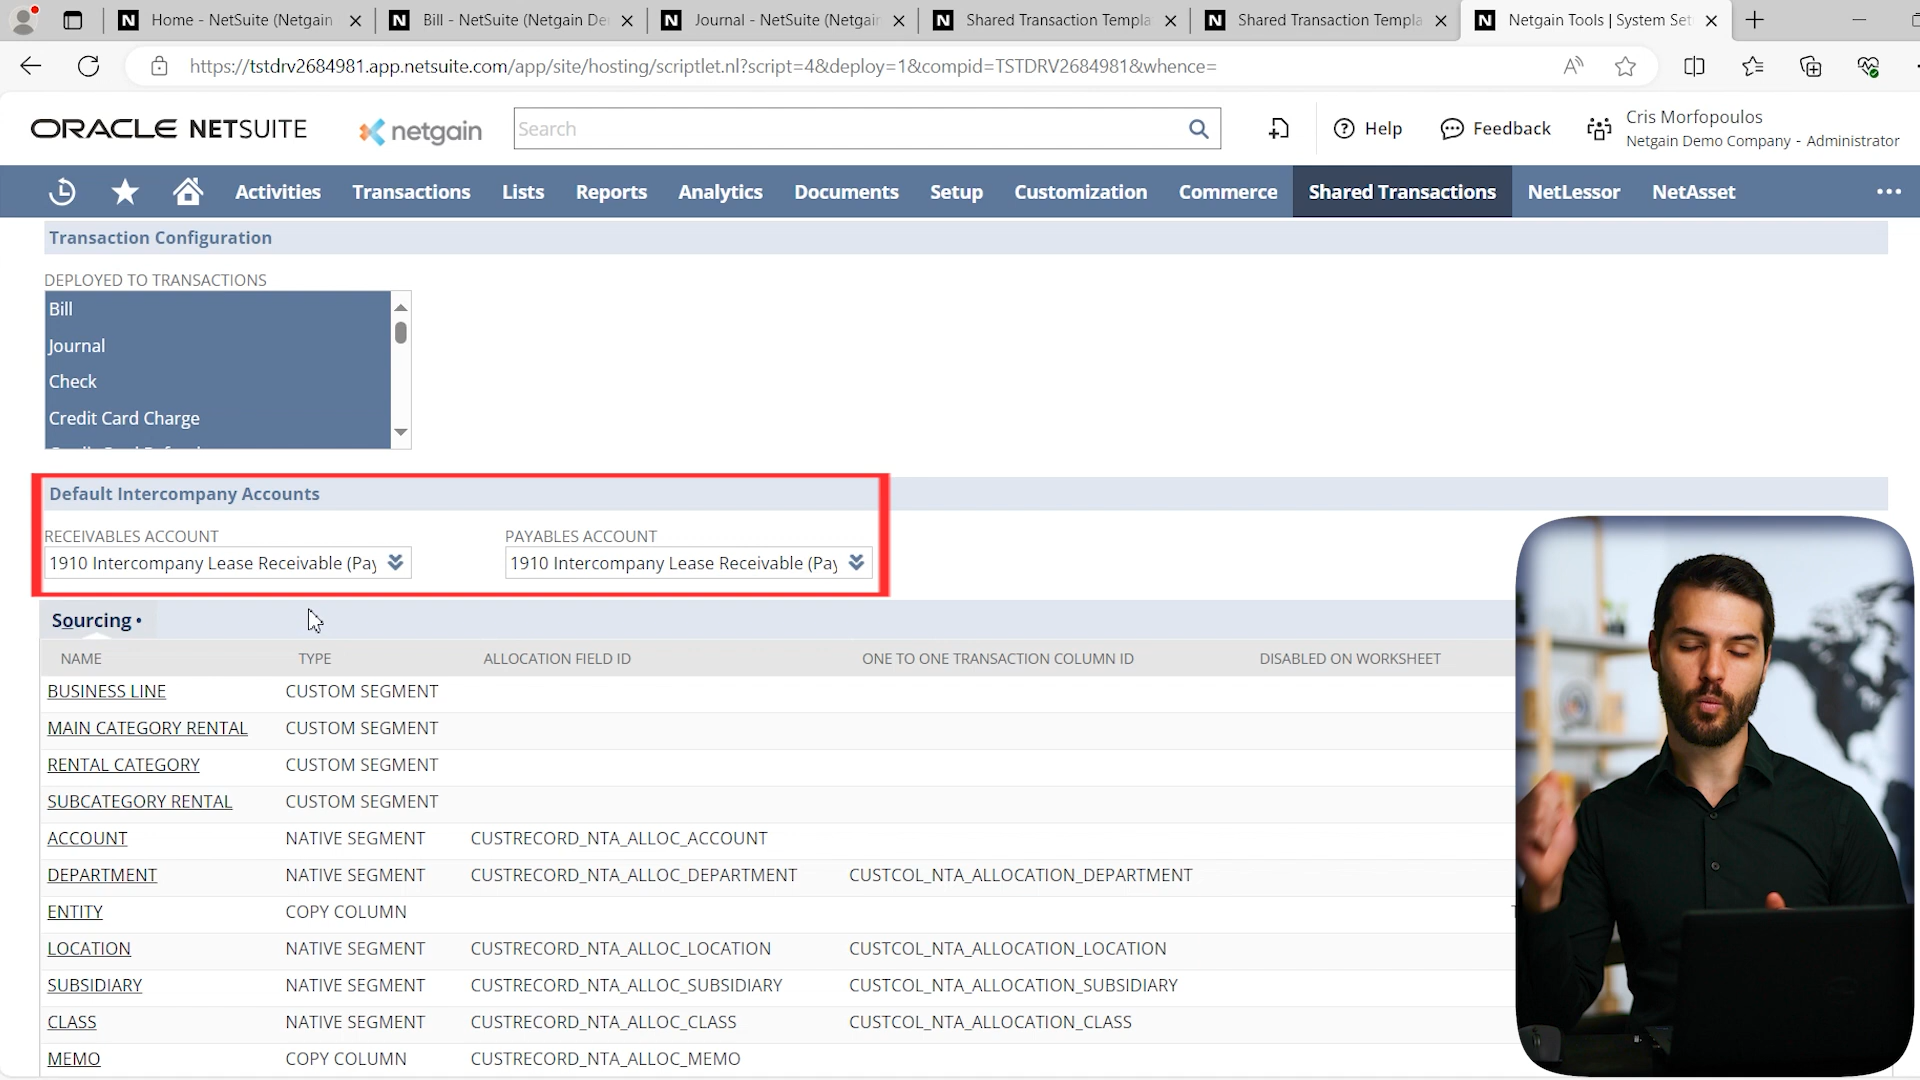 Home - NetSuite (Netgain
Bill - NetSuite (Netgain De
Journal - NetSuite (Netgain
Shared Transaction Templa
Shared Transaction Templa
Netgain Tools | System Set
https://tstdrv2684981.app.netsuite.com/app/site/hosting/scriptlet.nl?script=4&deploy=1&compid=TSTDRV2684981&whence=
ORACLE NETSUITE
netgain
Search
Help
Feedback
Cris Morfopoulos
Netgain Demo Company - Administrator
Activities
Transactions
Lists
Reports
Analytics
Documents
Setup
Customization
Commerce
Shared Transactions
NetLessor
NetAsset
Transaction Configuration
DEPLOYED TO TRANSACTIONS
Bill
Journal
Check
Credit Card Charge
Default Intercompany Accounts
RECEIVABLES ACCOUNT
PAYABLES ACCOUNT
1910 Intercompany Lease Receivable (Pay
1910 Intercompany Lease Receivable (Pay
Sourcing •
NAME TYPE ALLOCATION FIELD ID ONE TO ONE TRANSACTION COLUMN ID DISABLED ON WORKSHEET
BUSINESS LINE CUSTOM SEGMENT
MAIN CATEGORY RENTAL CUSTOM SEGMENT
RENTAL CATEGORY CUSTOM SEGMENT
SUBCATEGORY RENTAL CUSTOM SEGMENT
ACCOUNT NATIVE SEGMENT CUSTRECORD_NTA_ALLOC_ACCOUNT
DEPARTMENT NATIVE SEGMENT CUSTRECORD_NTA_ALLOC_DEPARTMENT CUSTCOL_NTA_ALLOCATION_DEPARTMENT
ENTITY COPY COLUMN
LOCATION NATIVE SEGMENT CUSTRECORD_NTA_ALLOC_LOCATION CUSTCOL_NTA_ALLOCATION_LOCATION
SUBSIDIARY NATIVE SEGMENT CUSTRECORD_NTA_ALLOC_SUBSIDIARY CUSTCOL_NTA_ALLOCATION_SUBSIDIARY
CLASS NATIVE SEGMENT CUSTRECORD_NTA_ALLOC_CLASS CUSTCOL_NTA_ALLOCATION_CLASS
MEMO COPY COLUMN CUSTRECORD_NTA_ALLOC_MEMO